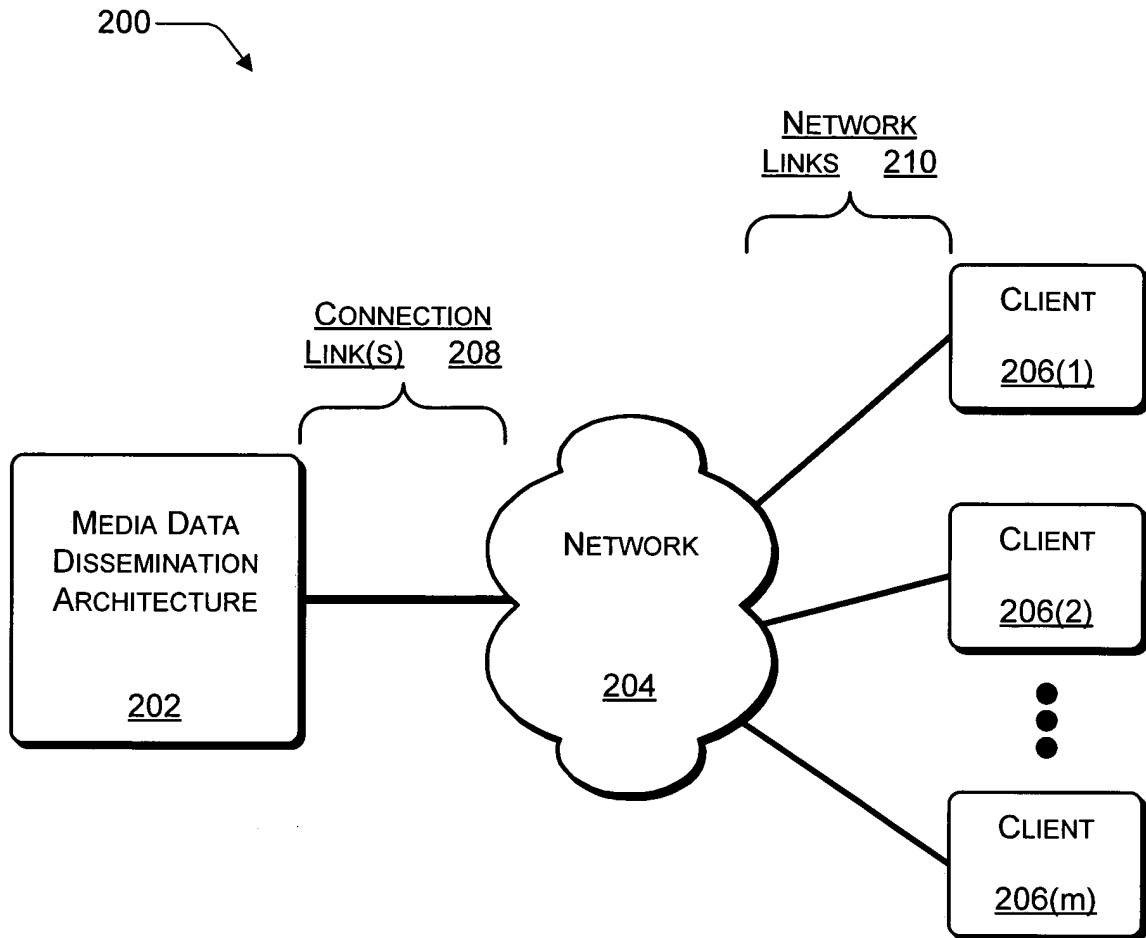 200
NETWORK
LINKS 210
CONNECTION
LINK(S) 208
MEDIA DATA
DISSEMINATION
ARCHITECTURE
202
NETWORK
204
CLIENT
206(1)
CLIENT
206(2)
CLIENT
206(m)